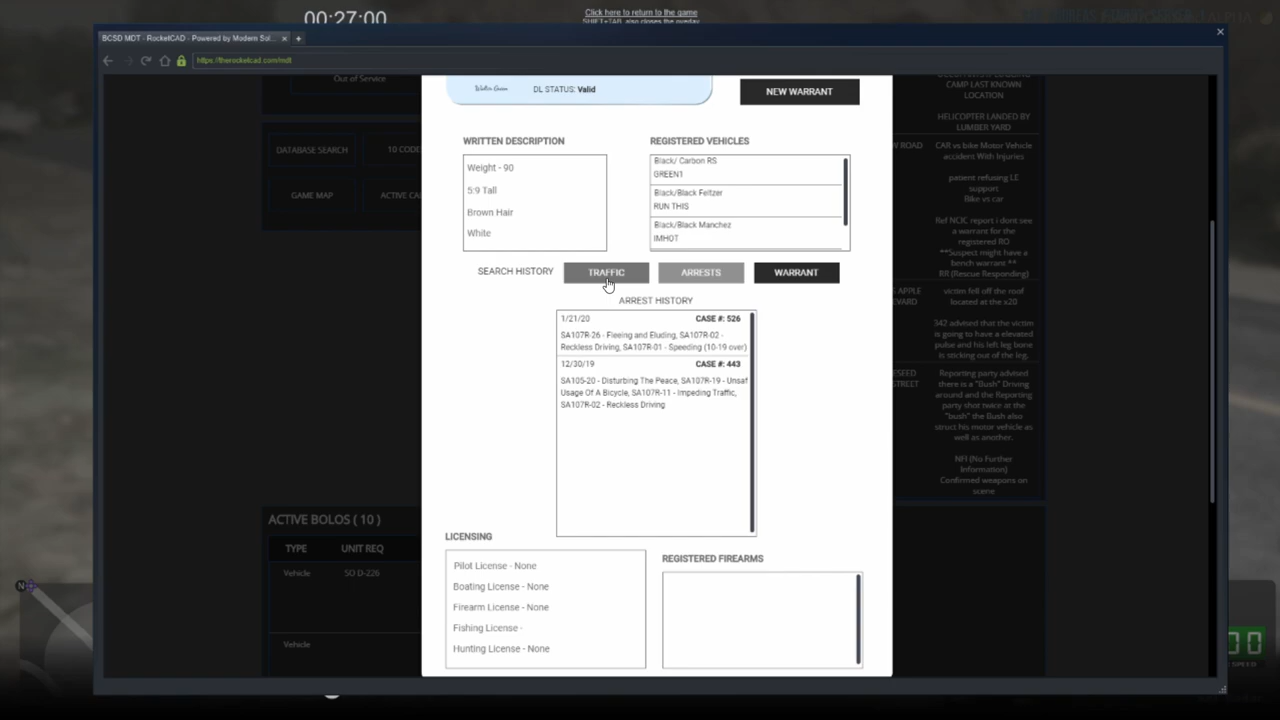 00:27:00
Click here to return to the game
SHIFT+TAB also closes the overlay
BCSD MDT - RocketCAD - Powered by Modern Sol...
https://therocketcad.com/mdt
Out of Service
DATABASE SEARCH
10 CODE
GAME MAP
ACTIVE CA
Walter Green
DL STATUS: Valid
NEW WARRANT
WRITTEN DESCRIPTION
Weight - 90
5:9 Tall
Brown Hair
White
REGISTERED VEHICLES
Black/ Carbon RS
GREEN1
Black/Black Feltzer
RUN THIS
Black/Black Manchez
IMHOT
SEARCH HISTORY
TRAFFIC
ARRESTS
WARRANT
ARREST HISTORY
1/21/20 CASE #: 526
SA107R-26 - Fleeing and Eluding, SA107R-02 -
Reckless Driving, SA107R-01 - Speeding (10-19 over)
12/30/19 CASE #: 443
SA105-20 - Disturbing The Peace, SA107R-19 - Unsaf
Usage Of A Bicycle, SA107R-11 - Impeding Traffic,
SA107R-02 - Reckless Driving
LICENSING
Pilot License - None
Boating License - None
Firearm License - None
Fishing License -
Hunting License - None
REGISTERED FIREARMS
ACTIVE BOLOS ( 10 )
TYPE UNIT REQ
Vehicle SO D-226
Vehicle
CAMP LAST KNOWN
LOCATION
HELICOPTER LANDED BY
LUMBER YARD
W ROAD
CAR vs bike Motor Vehicle
accident With Injuries
patient refusing LE
support
Bike vs car
Ref NCIC report i dont see
a warrant for the
registered RO
**Suspect might have a
bench warrant **
RR (Rescue Responding)
S APPLE
EVARD
victim fell off the roof
located at the v20
342 advised that the victim
is going to have a elevated
pulse and his left leg bone
is sticking out of the leg.
ESEED
STREET
Reporting party advised
there is a "Bush" Driving
around and the Reporting
party shot twice at the
"bush" the Bush also
struc his motor vehicle as
well as another.
NFI (No Further
Information)
Confirmed weapons on
scene
N
SPEED